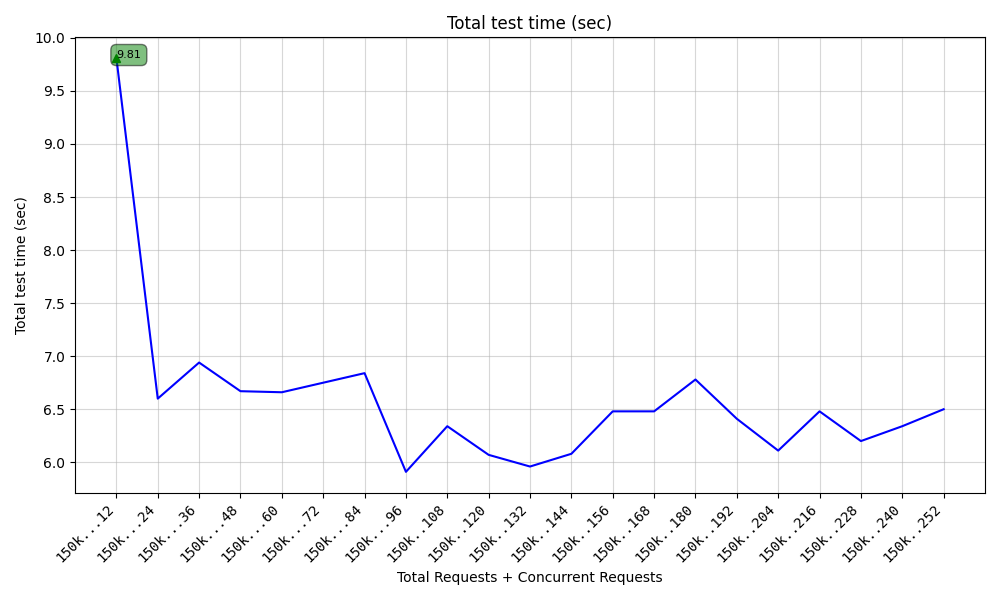 Total test time (sec)
9.81
Total test time (sec)
10.0
9.5
9.0
8.5
8.0
7.5
7.0
6.5
6.0
150k...12
150k...24
150k...36
150k...48
150k...60
150k...72
150k...84
150k...96
150k...108
150k...120
150k...132
150k...144
150k...156
150k...168
150k...180
150k...192
150k...204
150k...216
150k...228
150k...240
150k...252
Total Requests + Concurrent Requests